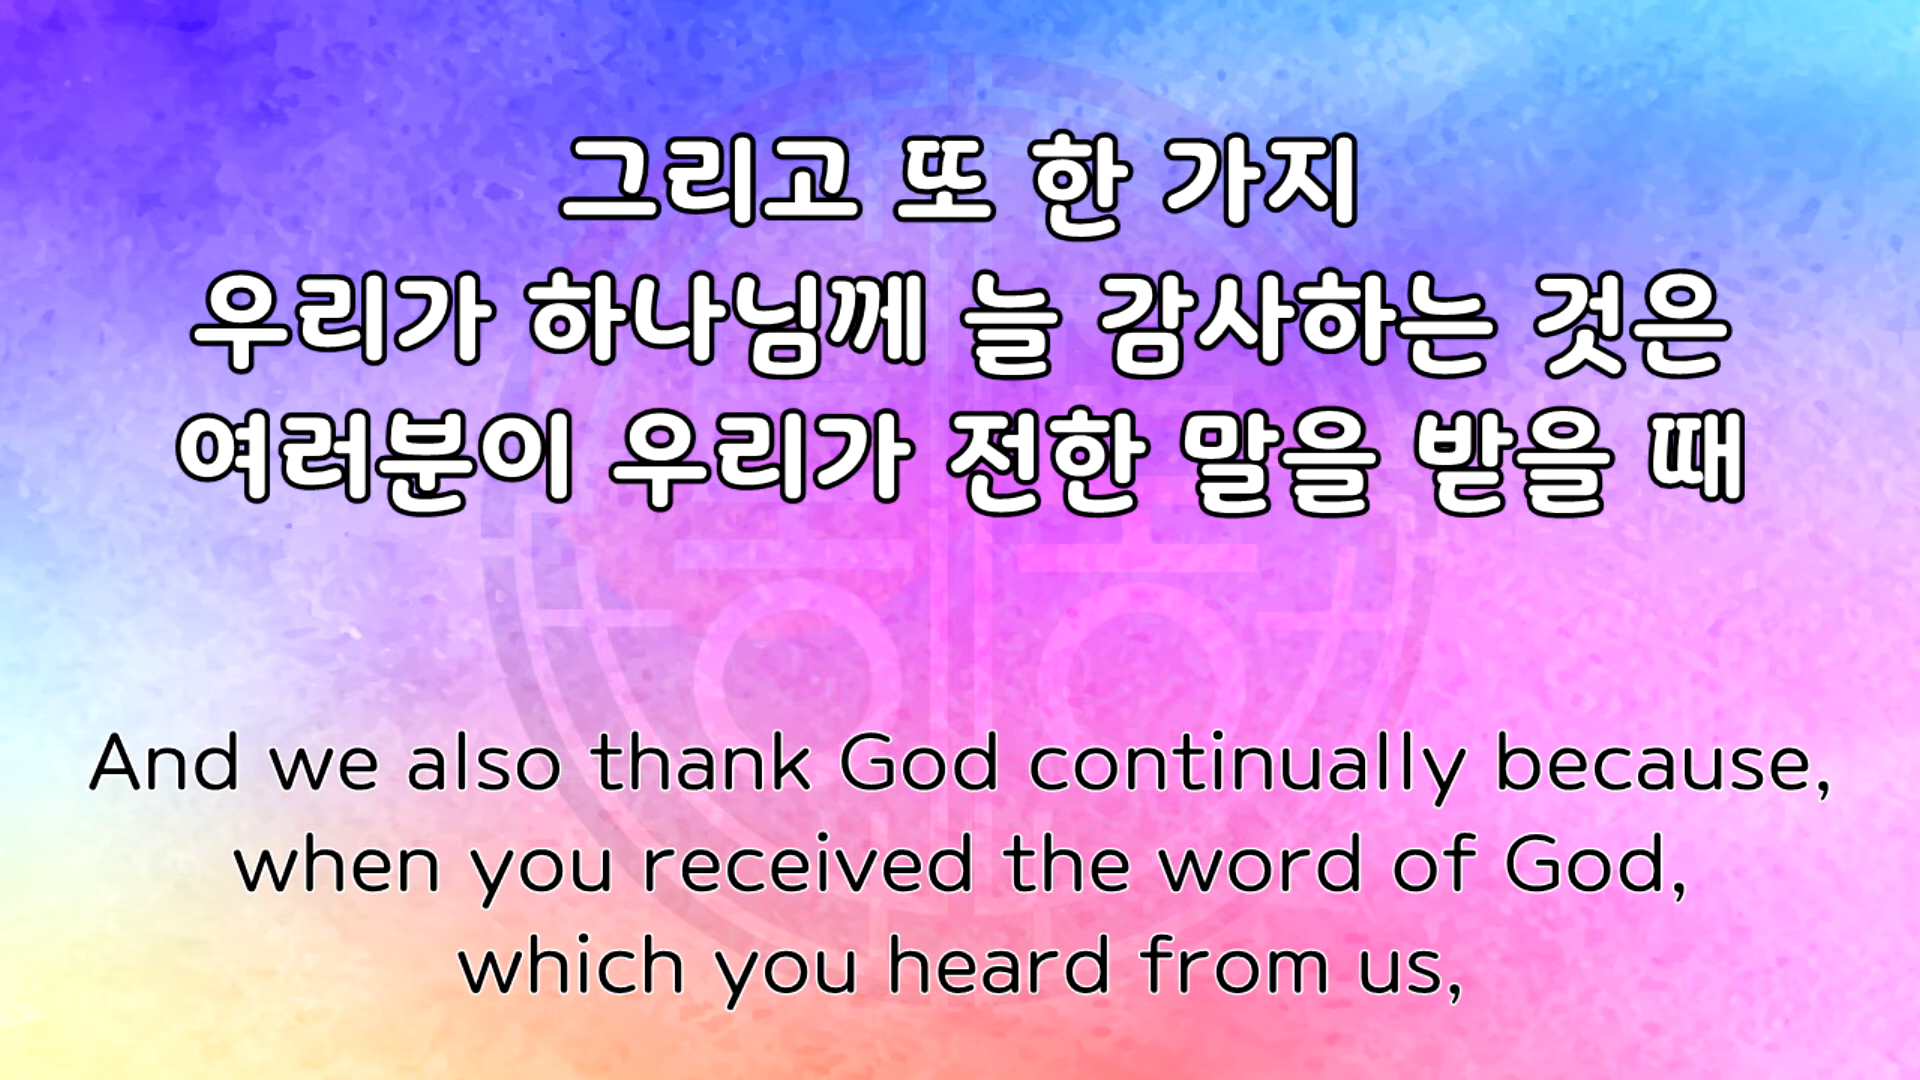 그리고 또 한 가지
우리가 하나님께 늘 감사하는 것은
여러분이 우리가 전한 말을 받을 때
And we also thank God continually because,
when you received the word of God,
which you heard from us,